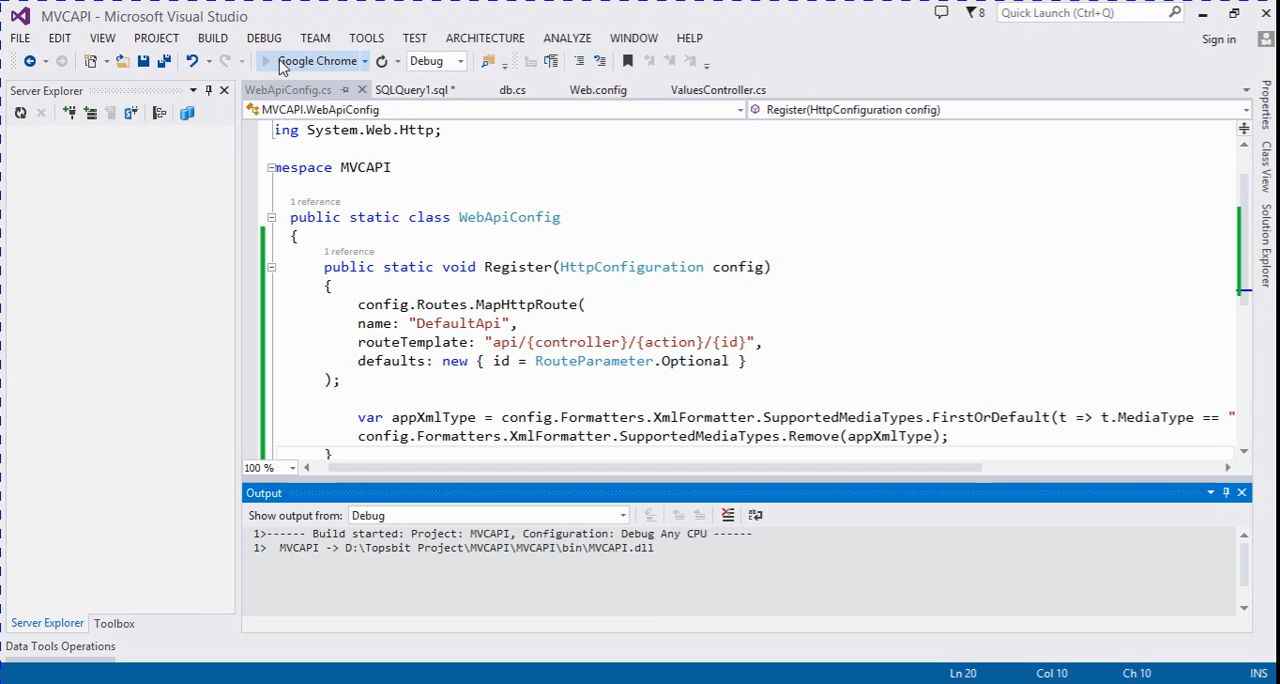 MVCAPI - Microsoft Visual Studio
8
Quick Launch (Ctrl+Q)
FILE EDIT VIEW PROJECT BUILD DEBUG TEAM TOOLS TEST ARCHITECTURE ANALYZE WINDOW HELP
Sign in
Google Chrome
Debug
Server Explorer
WebApiConfig.cs
SQLQuery1.sql *
db.cs
Web.config
ValuesController.cs
MVCAPI.WebApiConfig
Register(HttpConfiguration config)
ing System.Web.Http;
mespace MVCAPI
1 reference
public static class WebApiConfig
{
1 reference
public static void Register(HttpConfiguration config)
{
config.Routes.MapHttpRoute(
name: "DefaultApi",
routeTemplate: "api/{controller}/{action}/{id}",
defaults: new { id = RouteParameter.Optional }
);
var appXmlType = config.Formatters.XmlFormatter.SupportedMediaTypes.FirstOrDefault(t => t.MediaType == "
config.Formatters.XmlFormatter.SupportedMediaTypes.Remove(appXmlType);
}
100 %
Properties
Class View
Solution Explorer
Output
Show output from: Debug
1>------ Build started: Project: MVCAPI, Configuration: Debug Any CPU ------
1> MVCAPI -> D:\Topsbit Project\MVCAPI\MVCAPI\bin\MVCAPI.dll
Server Explorer
Toolbox
Data Tools Operations
Ln 20
Col 10
Ch 10
INS